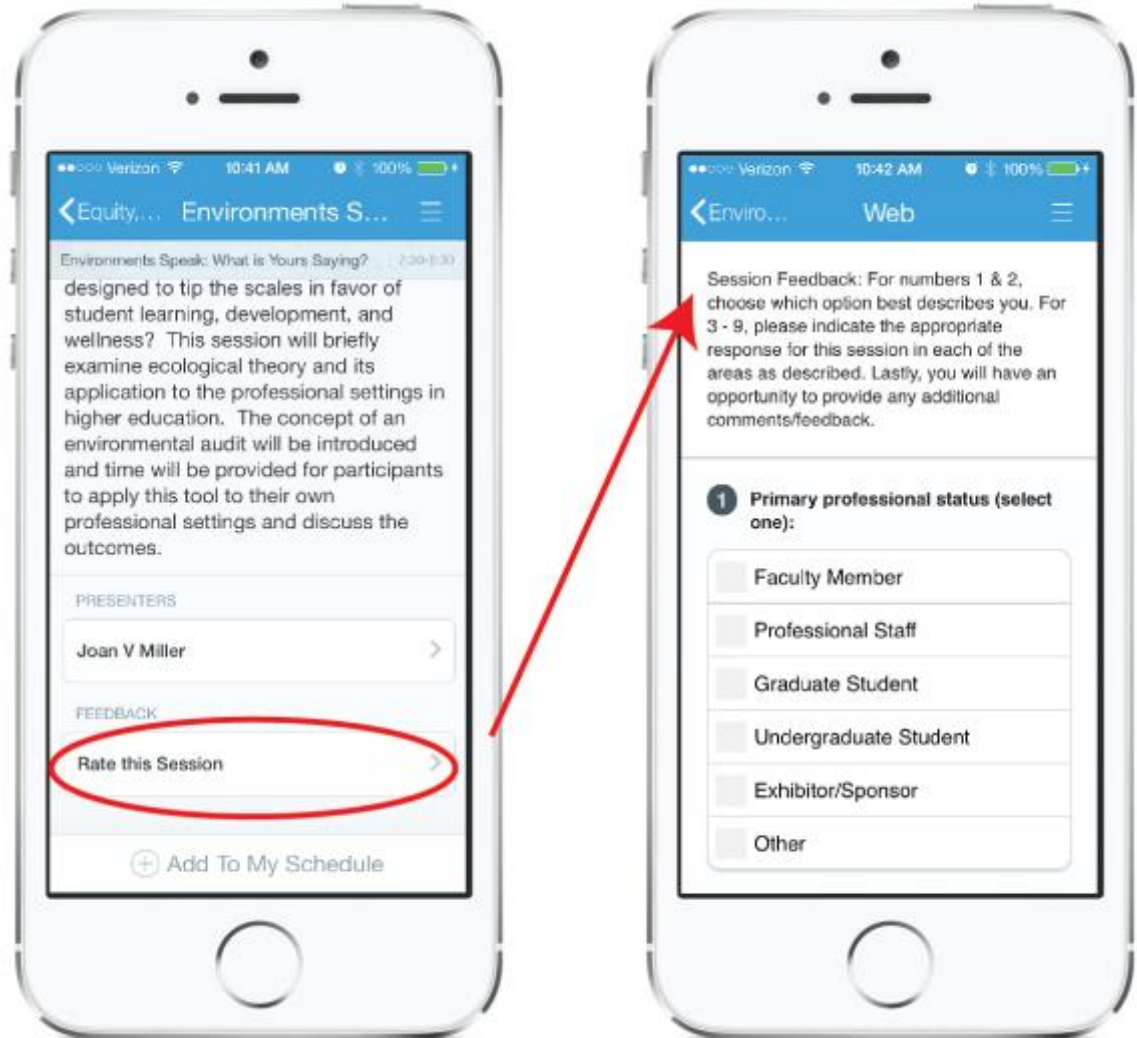 Verizon 10:41 AM 100%
Equity,... Environments S...
Environments Speak: What is Yours Saying? 2:30-3:30
designed to tip the scales in favor of
student learning, development, and
wellness? This session will briefly
examine ecological theory and its
application to the professional settings in
higher education. The concept of an
environmental audit will be introduced
and time will be provided for participants
to apply this tool to their own
professional settings and discuss the
outcomes.
PRESENTERS
Joan V Miller
FEEDBACK
Rate this Session
Add To My Schedule
Verizon 10:42 AM 100%
Enviro... Web
Session Feedback: For numbers 1 & 2,
choose which option best describes you. For
3 - 9, please indicate the appropriate
response for this session in each of the
areas as described. Lastly, you will have an
opportunity to provide any additional
comments/feedback.
1 Primary professional status (select
one):
Faculty Member
Professional Staff
Graduate Student
Undergraduate Student
Exhibitor/Sponsor
Other